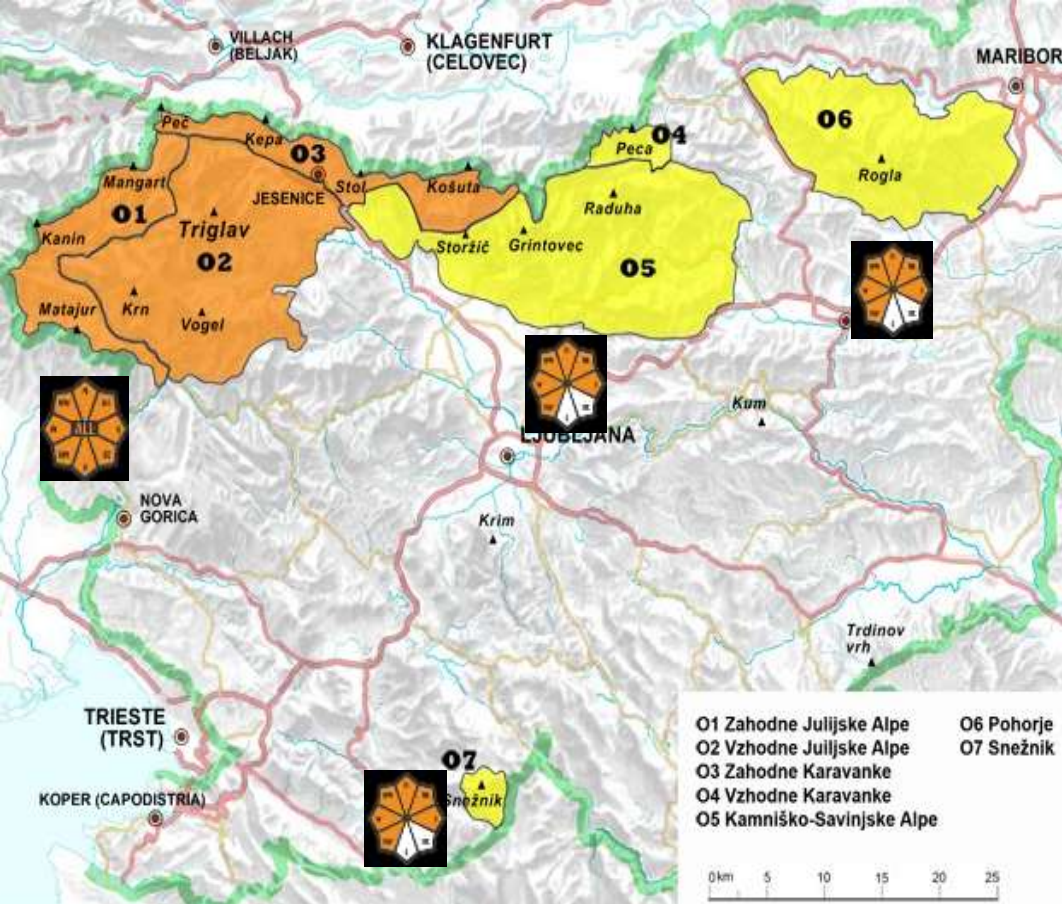 VILLACH
(BELJAK)
KLAGENFURT
(CELOVEC)
MARIBOR
Peč
Kepa
O3
O4
Peca
O6
Rogla
Mangart
JESENICE
Stol
Košuta
O1
Triglav
Raduha
Kanin
O2
Storžič
Grintovec
O5
Matajur
Krn
Vogel
ALL
Kum
LJUBLJANA
NOVA
GORICA
Krim
Trdinov
vrh
TRIESTE
(TRST)
KOPER (CAPODISTRIA)
O7
Snežnik
O1 Zahodne Julijske Alpe
O2 Vzhodne Juiljske Alpe
O3 Zahodne Karavanke
O4 Vzhodne Karavanke
O5 Kamniško-Savinjske Alpe
O6 Pohorje
O7 Snežnik
0km 5 10 15 20 25